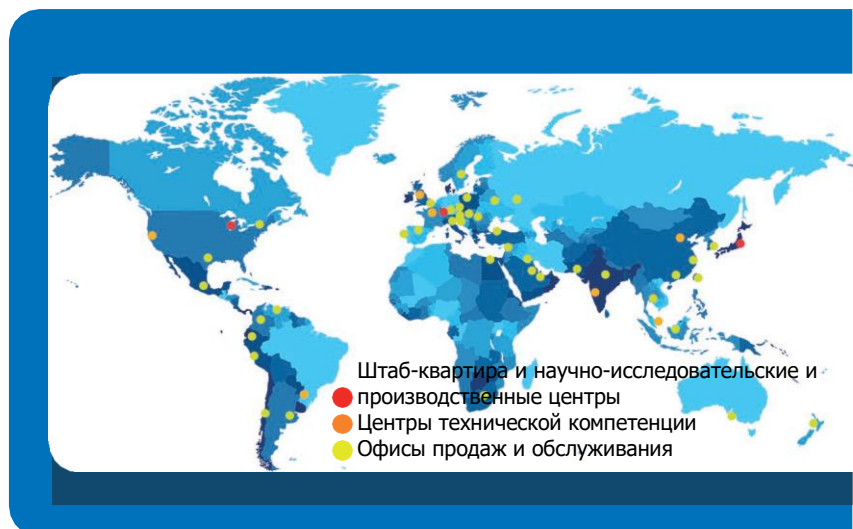 Штаб-квартира и научно-исследовательские и
производственные центры
Центры технической компетенции
Офисы продаж и обслуживания